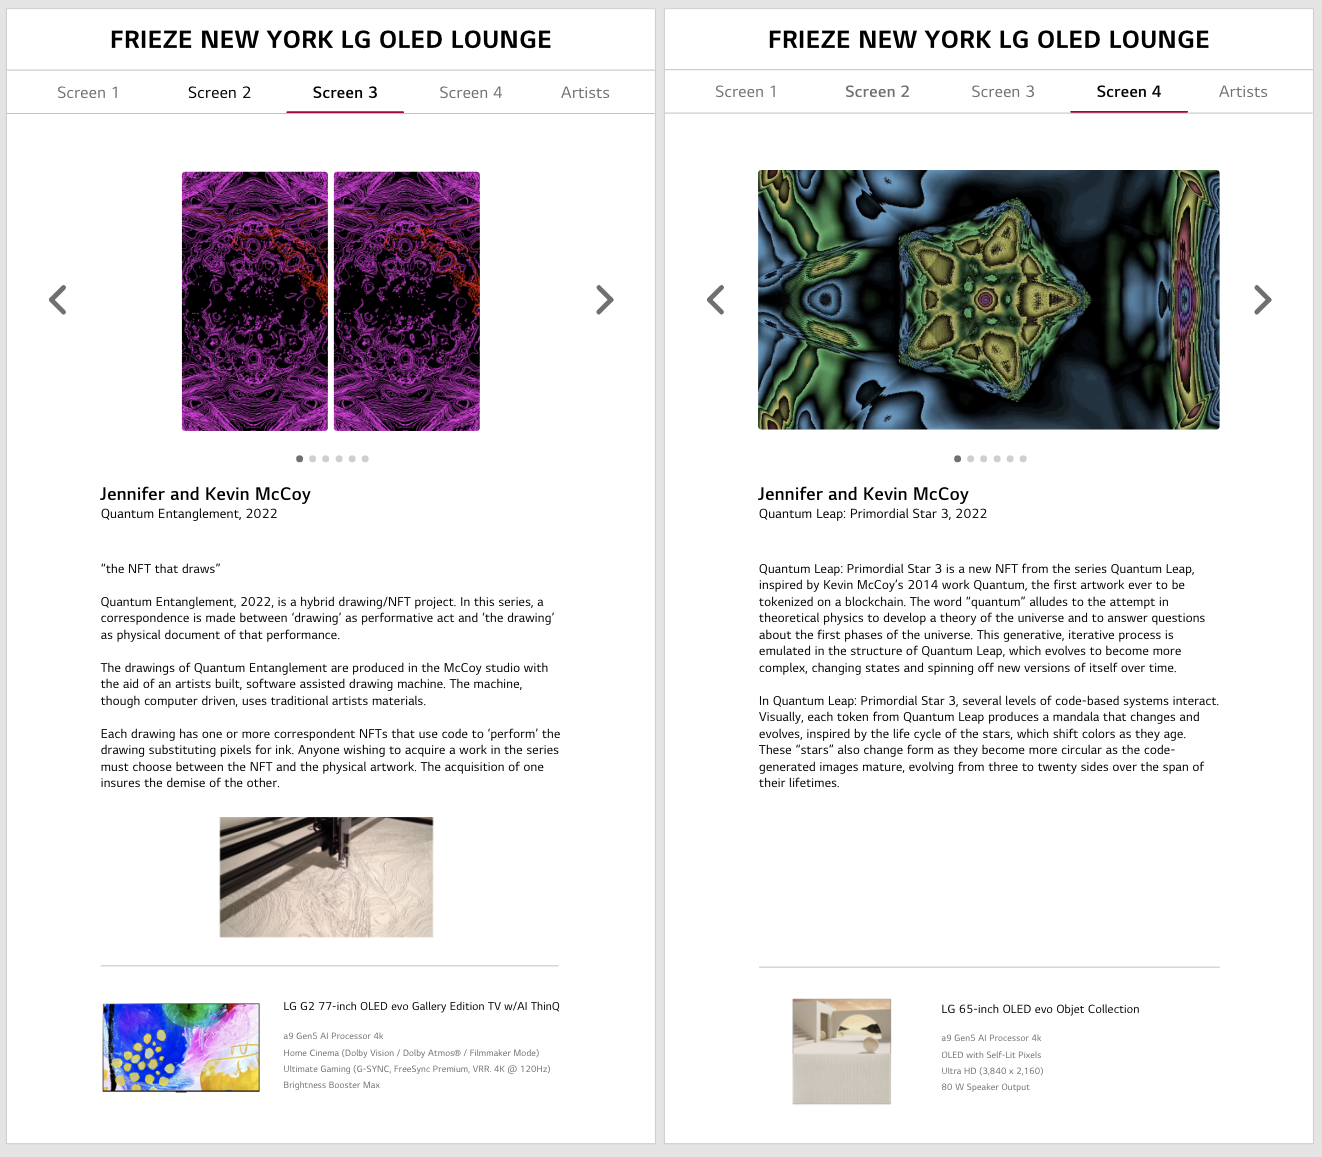 FRIEZE NEW YORK LG OLED LOUNGE
Screen 1 Screen 2 Screen 3 Screen 4 Artists
Jennifer and Kevin McCoy
Quantum Entanglement, 2022
“the NFT that draws”
Quantum Entanglement, 2022, is a hybrid drawing/NFT project. In this series, a
correspondence is made between ‘drawing’ as performative act and ‘the drawing’
as physical document of that performance.
The drawings of Quantum Entanglement are produced in the McCoy studio with
the aid of an artists built, software assisted drawing machine. The machine,
though computer driven, uses traditional artists materials.
Each drawing has one or more correspondent NFTs that use code to ‘perform’ the
drawing substituting pixels for ink. Anyone wishing to acquire a work in the series
must choose between the NFT and the physical artwork. The acquisition of one
insures the demise of the other.
LG G2 77-inch OLED evo Gallery Edition TV w/AI ThinQ
a9 Gen5 AI Processor 4k
Home Cinema (Dolby Vision / Dolby Atmos® / Filmmaker Mode)
Ultimate Gaming (G-SYNC, FreeSync Premium, VRR. 4K @ 120Hz)
Brightness Booster Max
FRIEZE NEW YORK LG OLED LOUNGE
Screen 1 Screen 2 Screen 3 Screen 4 Artists
Jennifer and Kevin McCoy
Quantum Leap: Primordial Star 3, 2022
Quantum Leap: Primordial Star 3 is a new NFT from the series Quantum Leap,
inspired by Kevin McCoy’s 2014 work Quantum, the first artwork ever to be
tokenized on a blockchain. The word “quantum” alludes to the attempt in
theoretical physics to develop a theory of the universe and to answer questions
about the first phases of the universe. This generative, iterative process is
emulated in the structure of Quantum Leap, which evolves to become more
complex, changing states and spinning off new versions of itself over time.
In Quantum Leap: Primordial Star 3, several levels of code-based systems interact.
Visually, each token from Quantum Leap produces a mandala that changes and
evolves, inspired by the life cycle of the stars, which shift colors as they age.
These “stars” also change form as they become more circular as the code-
generated images mature, evolving from three to twenty sides over the span of
their lifetimes.
LG 65-inch OLED evo Objet Collection
a9 Gen5 AI Processor 4k
OLED with Self-Lit Pixels
Ultra HD (3,840 x 2,160)
80 W Speaker Output